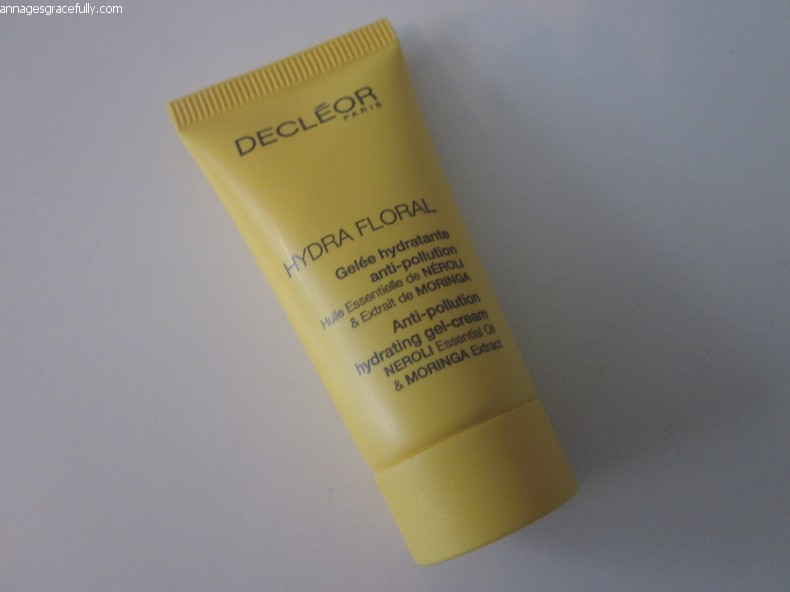 annagesgracefully.com
DECLÉOR
PARIS
HYDRA FLORAL
Gelée hydratante
anti-pollution
Huile Essentielle de NÉROLI
& Extrait de MORINGA
Anti-pollution
hydrating gel-cream
NEROLI Essential Oil
& MORINGA Extract